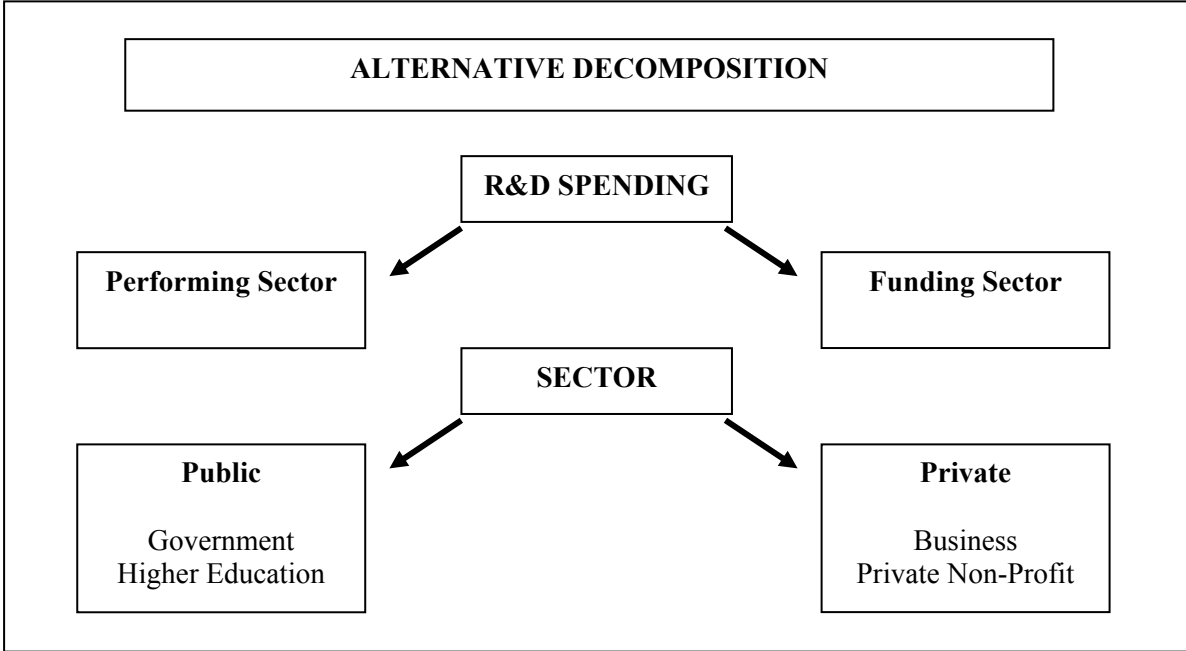 ALTERNATIVE DECOMPOSITION
R&D SPENDING
Performing Sector
Funding Sector
SECTOR
Public
Government
Higher Education
Private
Business
Private Non-Profit